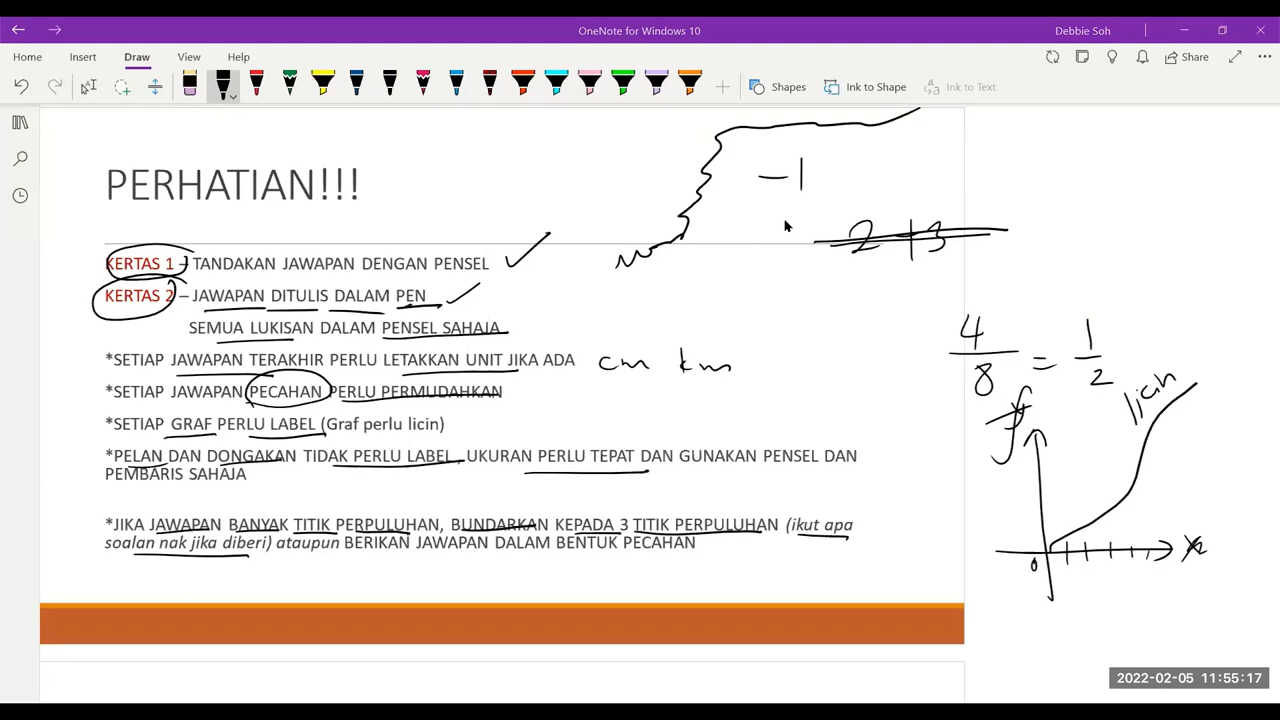 OneNote for Windows 10
Debbie Soh
Home Insert Draw View Help
Share
Shapes Ink to Shape Ink to Text
PERHATIAN!!!
-1
2+3
KERTAS 1 – TANDAKAN JAWAPAN DENGAN PENSEL
KERTAS 2 – JAWAPAN DITULIS DALAM PEN
SEMUA LUKISAN DALAM PENSEL SAHAJA
*SETIAP JAWAPAN TERAKHIR PERLU LETAKKAN UNIT JIKA ADA
cm km
*SETIAP JAWAPAN PECAHAN PERLU PERMUDAHKAN
*SETIAP GRAF PERLU LABEL (Graf perlu licin)
*PELAN DAN DONGAKAN TIDAK PERLU LABEL ,UKURAN PERLU TEPAT DAN GUNAKAN PENSEL DAN
PEMBARIS SAHAJA
*JIKA JAWAPAN BANYAK TITIK PERPULUHAN, BUNDARKAN KEPADA 3 TITIK PERPULUHAN (ikut apa
soalan nak jika diberi) ataupun BERIKAN JAWAPAN DALAM BENTUK PECAHAN
4/8 = 1/2
licin
0
x
2022-02-05 11:55:17